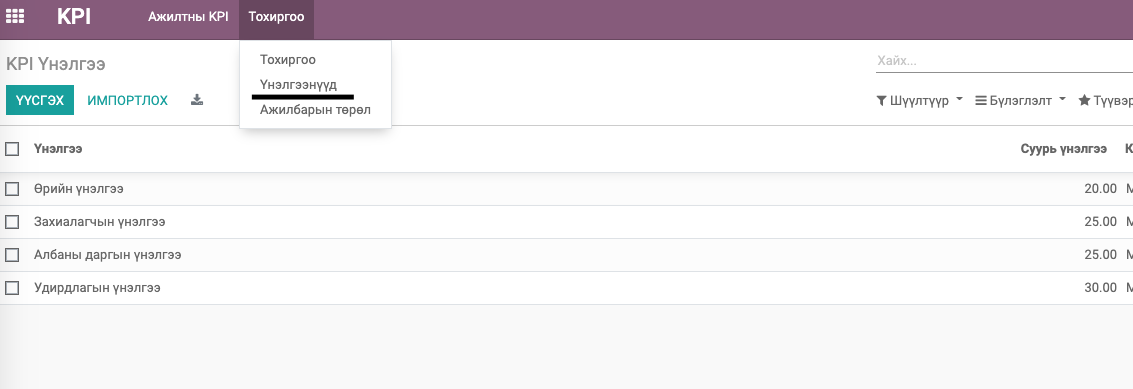 KPI Ажилтны KPI Тохиргоо
Тохиргоо
Үнэлгээнүүд
Ажилбарын төрөл
KPI Үнэлгээ
Хайх...
ҮҮСГЭХ ИМПОРТЛОХ
Шүүлтүүр Бүлэглэлт Түүвэр
Үнэлгээ Суурь үнэлгээ К
Өрийн үнэлгээ 20.00 М
Захиалагчын үнэлгээ 25.00 М
Албаны даргын үнэлгээ 25.00 М
Удирдлагын үнэлгээ 30.00 М